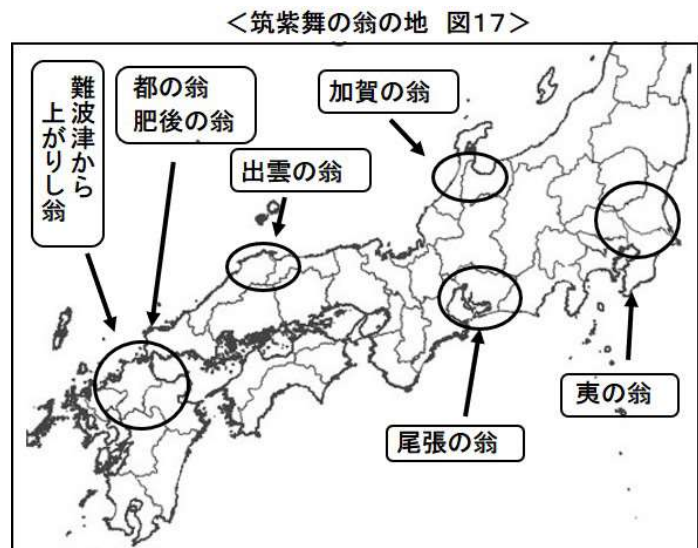 <筑紫舞の翁の地 図17>
難波津から
上がりし翁
都の翁
肥後の翁
出雲の翁
加賀の翁
夷の翁
尾張の翁